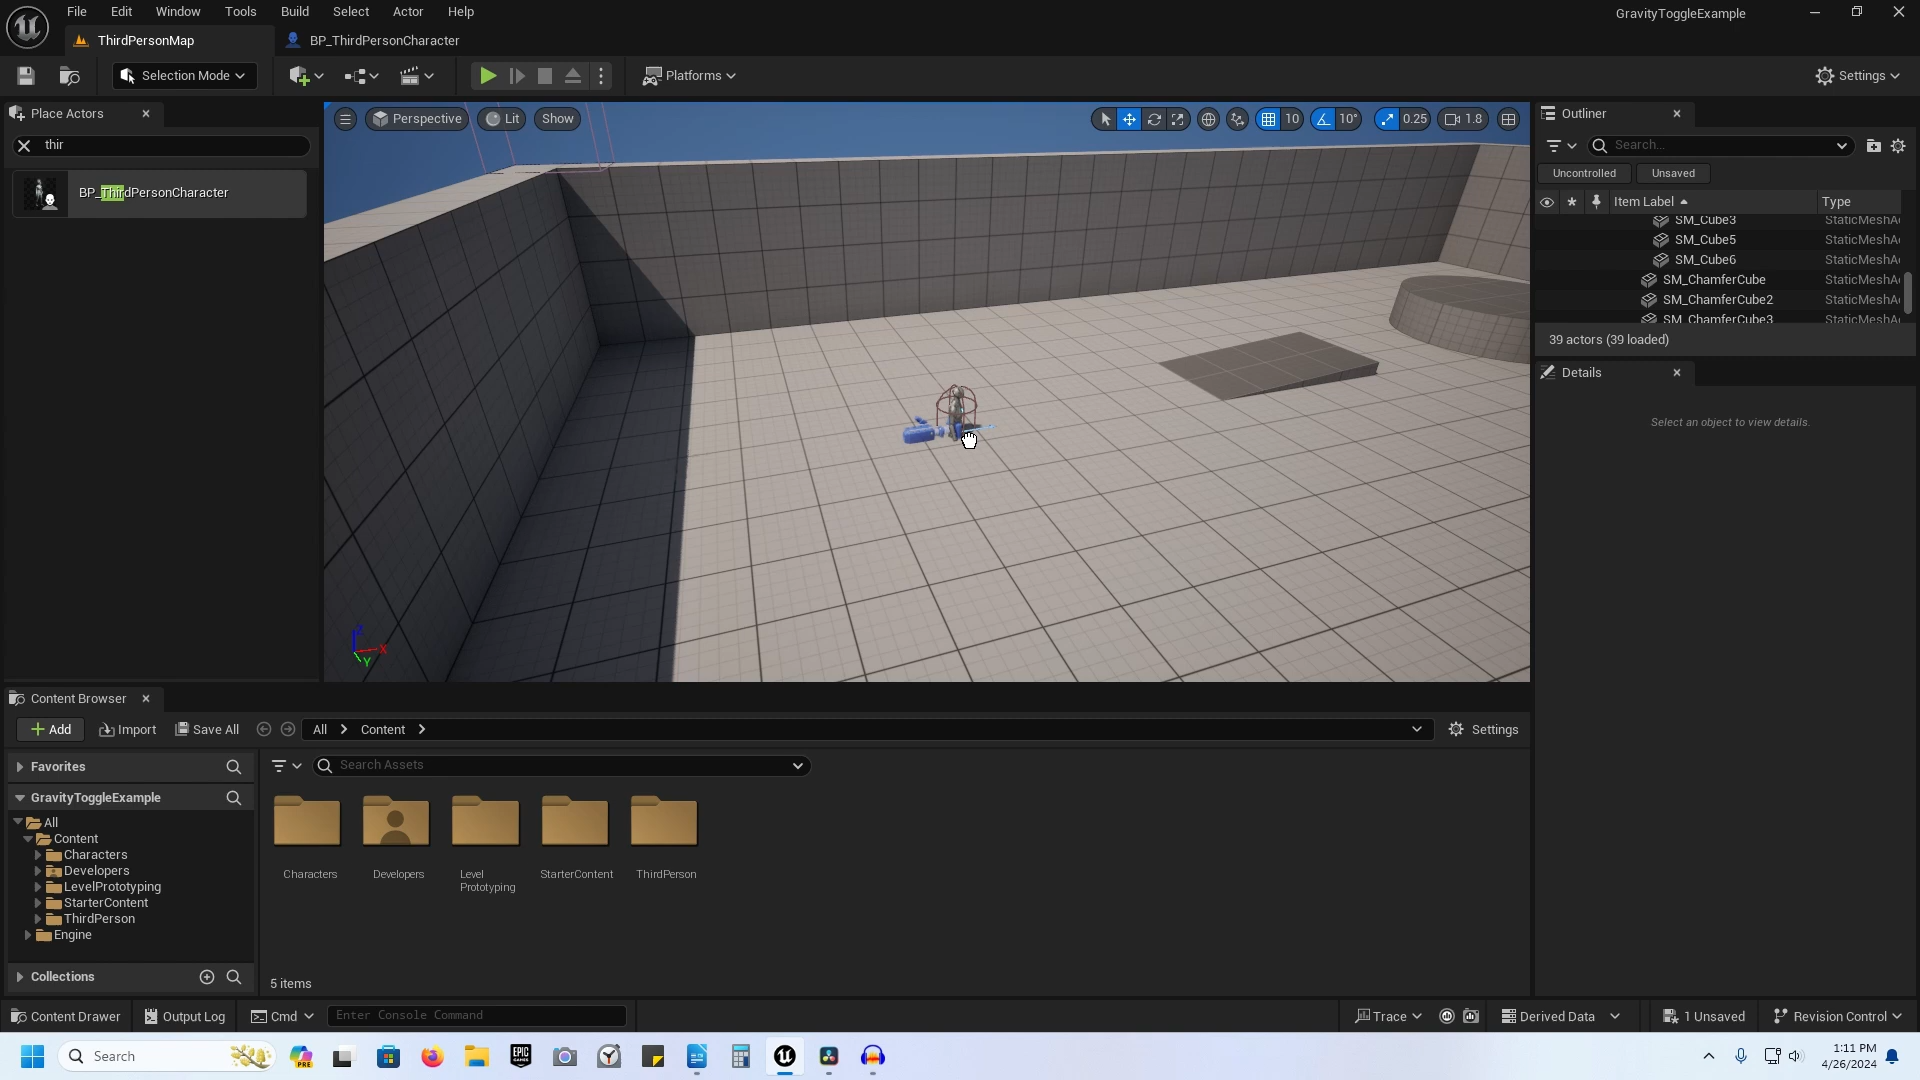 File Edit Window Tools Build Select Actor Help
GravityToggleExample
ThirdPersonMap
BP_ThirdPersonCharacter
Selection Mode
Platforms
Settings
Place Actors
thir
BP_ThirdPersonCharacter
Perspective
Lit
Show
10
10°
0.25
1.8
Z
X
Y
Outliner
Search...
Uncontrolled
Unsaved
Item Label
Type
SM_Cube3 StaticMeshA
SM_Cube5 StaticMeshA
SM_Cube6 StaticMeshA
SM_ChamferCube StaticMeshA
SM_ChamferCube2 StaticMeshA
SM_ChamferCube3 StaticMeshA
39 actors (39 loaded)
Details
Select an object to view details.
Content Browser
Add
Import
Save All
All
Content
Settings
Favorites
Search Assets
GravityToggleExample
All
Content
Characters
Developers
LevelPrototyping
StarterContent
ThirdPerson
Engine
Collections
Characters
Developers
Level
Prototyping
StarterContent
ThirdPerson
5 items
Content Drawer
Output Log
Cmd
Enter Console Command
Trace
Derived Data
1 Unsaved
Revision Control
Search
PRE
EPIC
GAMES
1:11 PM
4/26/2024